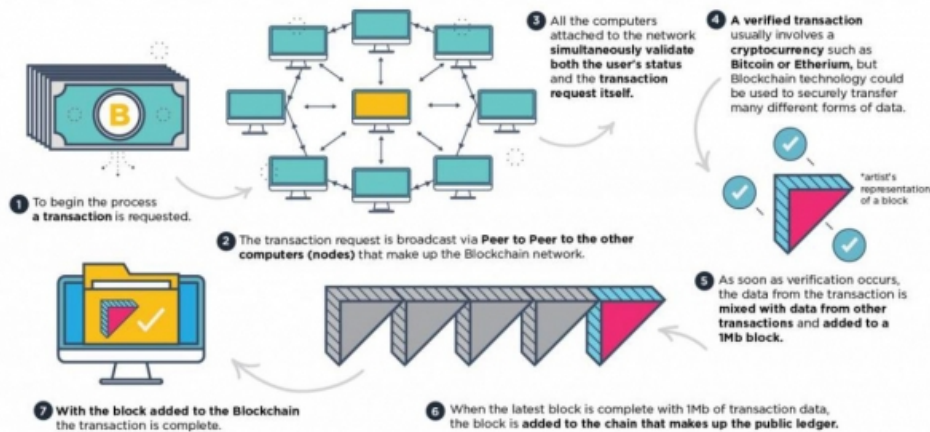 B
1 To begin the process
a transaction is requested.
2 The transaction request is broadcast via Peer to Peer to the other
computers (nodes) that make up the Blockchain network.
3 All the computers
attached to the network
simultaneously validate
both the user's status
and the transaction
request itself.
4 A verified transaction
usually involves a
cryptocurrency such as
Bitcoin or Etherium, but
Blockchain technology could
be used to securely transfer
many different forms of data.
*artist's
representation
of a block
5 As soon as verification occurs,
the data from the transaction is
mixed with data from other
transactions and added to a
1Mb block.
6 When the latest block is complete with 1Mb of transaction data,
the block is added to the chain that makes up the public ledger.
7 With the block added to the Blockchain
the transaction is complete.